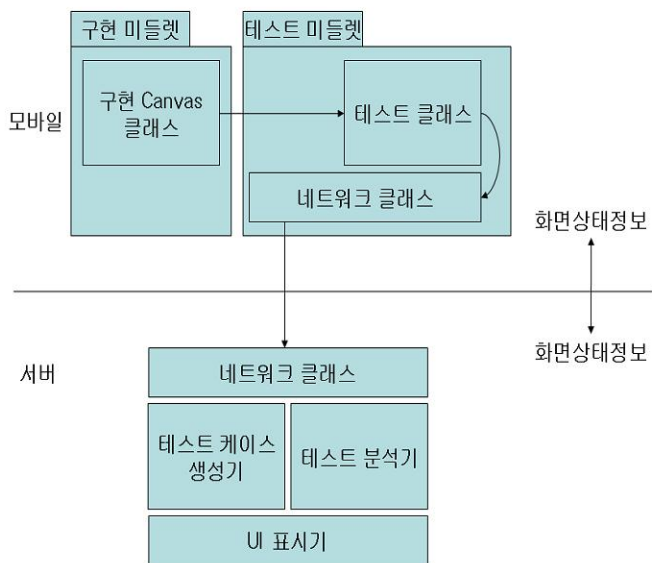 구현 미들렛
테스트 미들렛
모바일
구현 Canvas
클래스
테스트 클래스
네트워크 클래스
화면상태정보
화면상태정보
서버
네트워크 클래스
테스트 케이스
생성기
테스트 분석기
UI 표시기